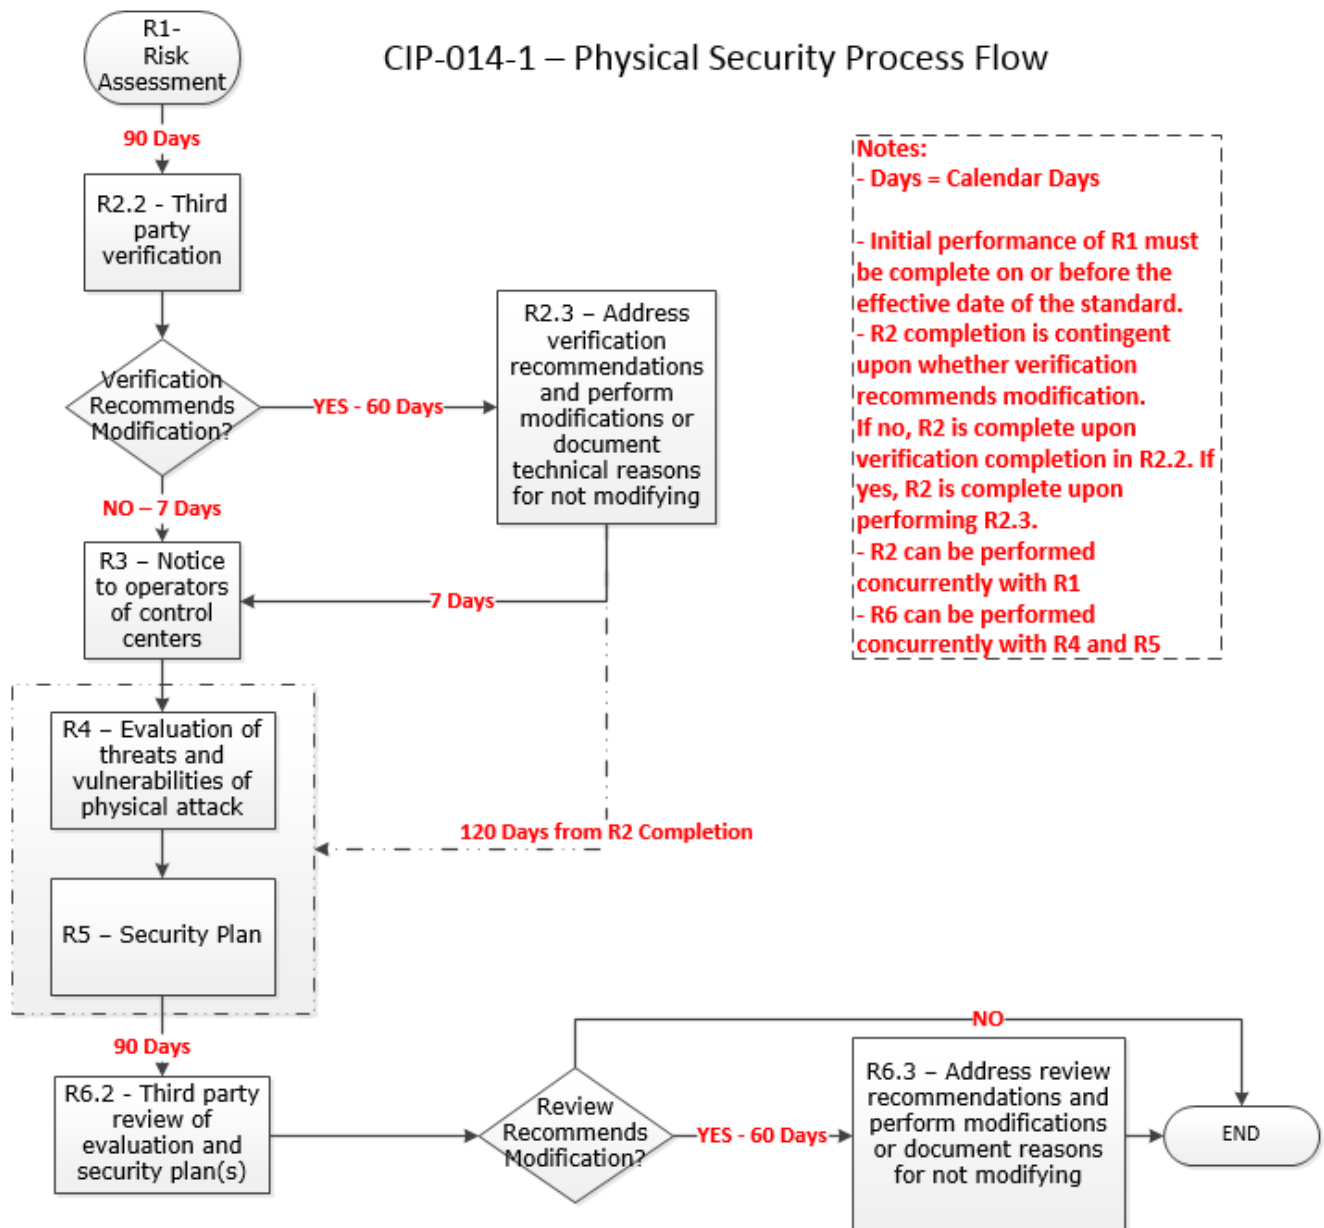 R1-
Risk
Assessment
CIP-014-1 – Physical Security Process Flow
90 Days
R2.2 - Third
party
verification
Notes:
- Days = Calendar Days
- Initial performance of R1 must
be complete on or before the
effective date of the standard.
- R2 completion is contingent
upon whether verification
recommends modification.
If no, R2 is complete upon
verification completion in R2.2. If
yes, R2 is complete upon
performing R2.3.
- R2 can be performed
concurrently with R1
- R6 can be performed
concurrently with R4 and R5
Verification
Recommends
Modification?
YES - 60 Days
R2.3 – Address
verification
recommendations
and perform
modifications or
document
technical reasons
for not modifying
NO – 7 Days
R3 – Notice
to operators
of control
centers
7 Days
R4 – Evaluation of
threats and
vulnerabilities of
physical attack
120 Days from R2 Completion
R5 – Security Plan
90 Days
R6.2 - Third party
review of
evaluation and
security plan(s)
Review
Recommends
Modification?
NO
YES - 60 Days
R6.3 – Address review
recommendations and
perform modifications
or document reasons
for not modifying
END